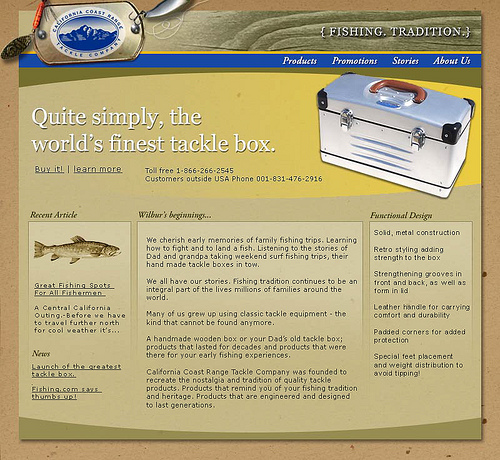 CALIFORNIA COAST RANGE
TACKLE COMPANY
{ FISHING. TRADITION.}
Products Promotions Stories About Us
Quite simply, the
world's finest tackle box.
Buy it! | learn more
Toll free 1-866-266-2545
Customers outside USA Phone 001-831-476-2916
Recent Article
Great Fishing Spots
For All Fishermen
A Central California
Outing.-Before we have
to travel further north
for cool weather it's...
News
Launch of the greatest
tackle box.
Fishing.com says
thumbs up!
Wilbur's beginnings...
We cherish early memories of family fishing trips. Learning
how to fight and to land a fish. Listening to the stories of
Dad and grandpa taking weekend surf fishing trips, their
hand made tackle boxes in tow.
We all have our stories. Fishing tradition continues to be an
integral part of the lives millions of families around the
world.
Many of us grew up using classic tackle equipment - the
kind that cannot be found anymore.
A handmade wooden box or your Dad's old tackle box;
products that lasted for decades and products that were
there for your early fishing experiences.
California Coast Range Tackle Company was founded to
recreate the nostalgia and tradition of quality tackle
products. Products that remind you of your fishing tradition
and heritage. Products that are engineered and designed
to last generations.
Functional Design
Solid, metal construction
Retro styling adding
strength to the box
Strengthening grooves in
front and back, as well as
form in lid
Leather Handle for carrying
comfort and durability
Padded corners for added
protection
Special feet placement
and weight distribution to
avoid tipping!